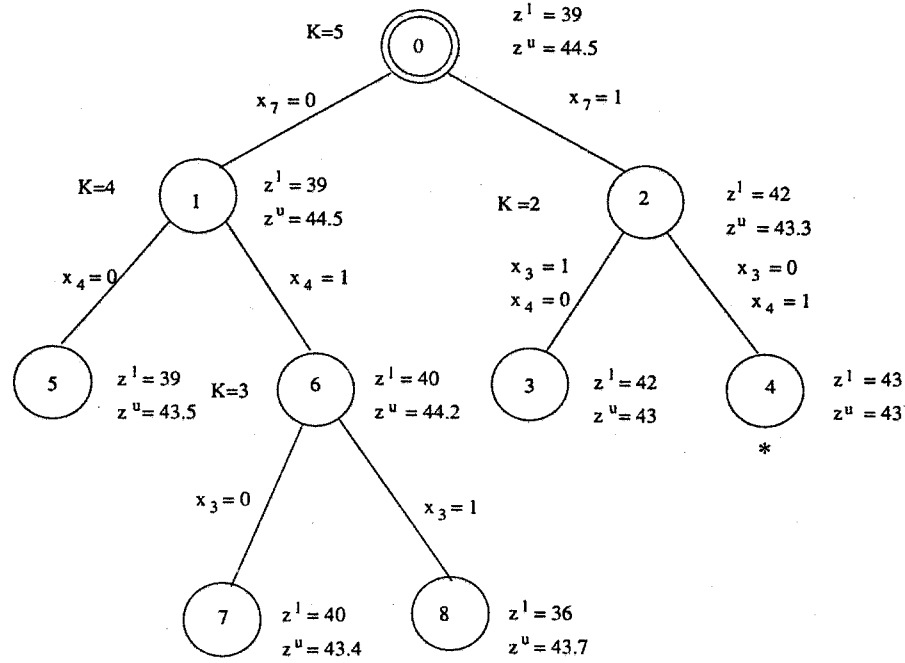 K=5
0
z^l = 39
z^u = 44.5
x_7 = 0
x_7 = 1
K=4
1
z^l = 39
z^u = 44.5
K =2
2
z^l = 42
z^u = 43.3
x_4 = 0
x_4 = 1
x_3 = 1
x_4 = 0
x_3 = 0
x_4 = 1
5
z^l = 39
z^u = 43.5
K=3
6
z^l = 40
z^u = 44.2
3
z^l = 42
z^u = 43
4
z^l = 43
z^u = 43
*
x_3 = 0
x_3 = 1
7
z^l = 40
z^u = 43.4
8
z^l = 36
z^u = 43.7